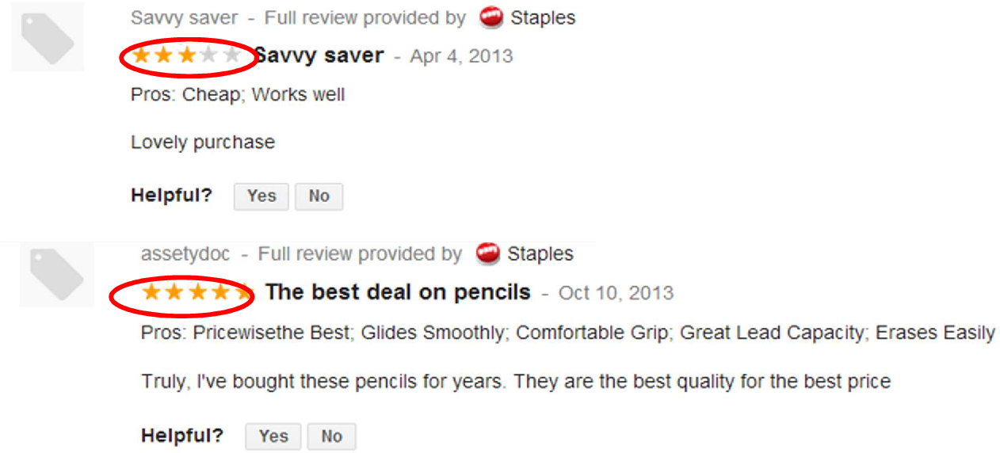 Savvy saver - Full review provided by Staples
Savvy saver - Apr 4, 2013
Pros: Cheap; Works well
Lovely purchase
Helpful? Yes No
assetydoc - Full review provided by Staples
The best deal on pencils - Oct 10, 2013
Pros: Pricewisethe Best; Glides Smoothly; Comfortable Grip; Great Lead Capacity; Erases Easily
Truly, I've bought these pencils for years. They are the best quality for the best price
Helpful? Yes No